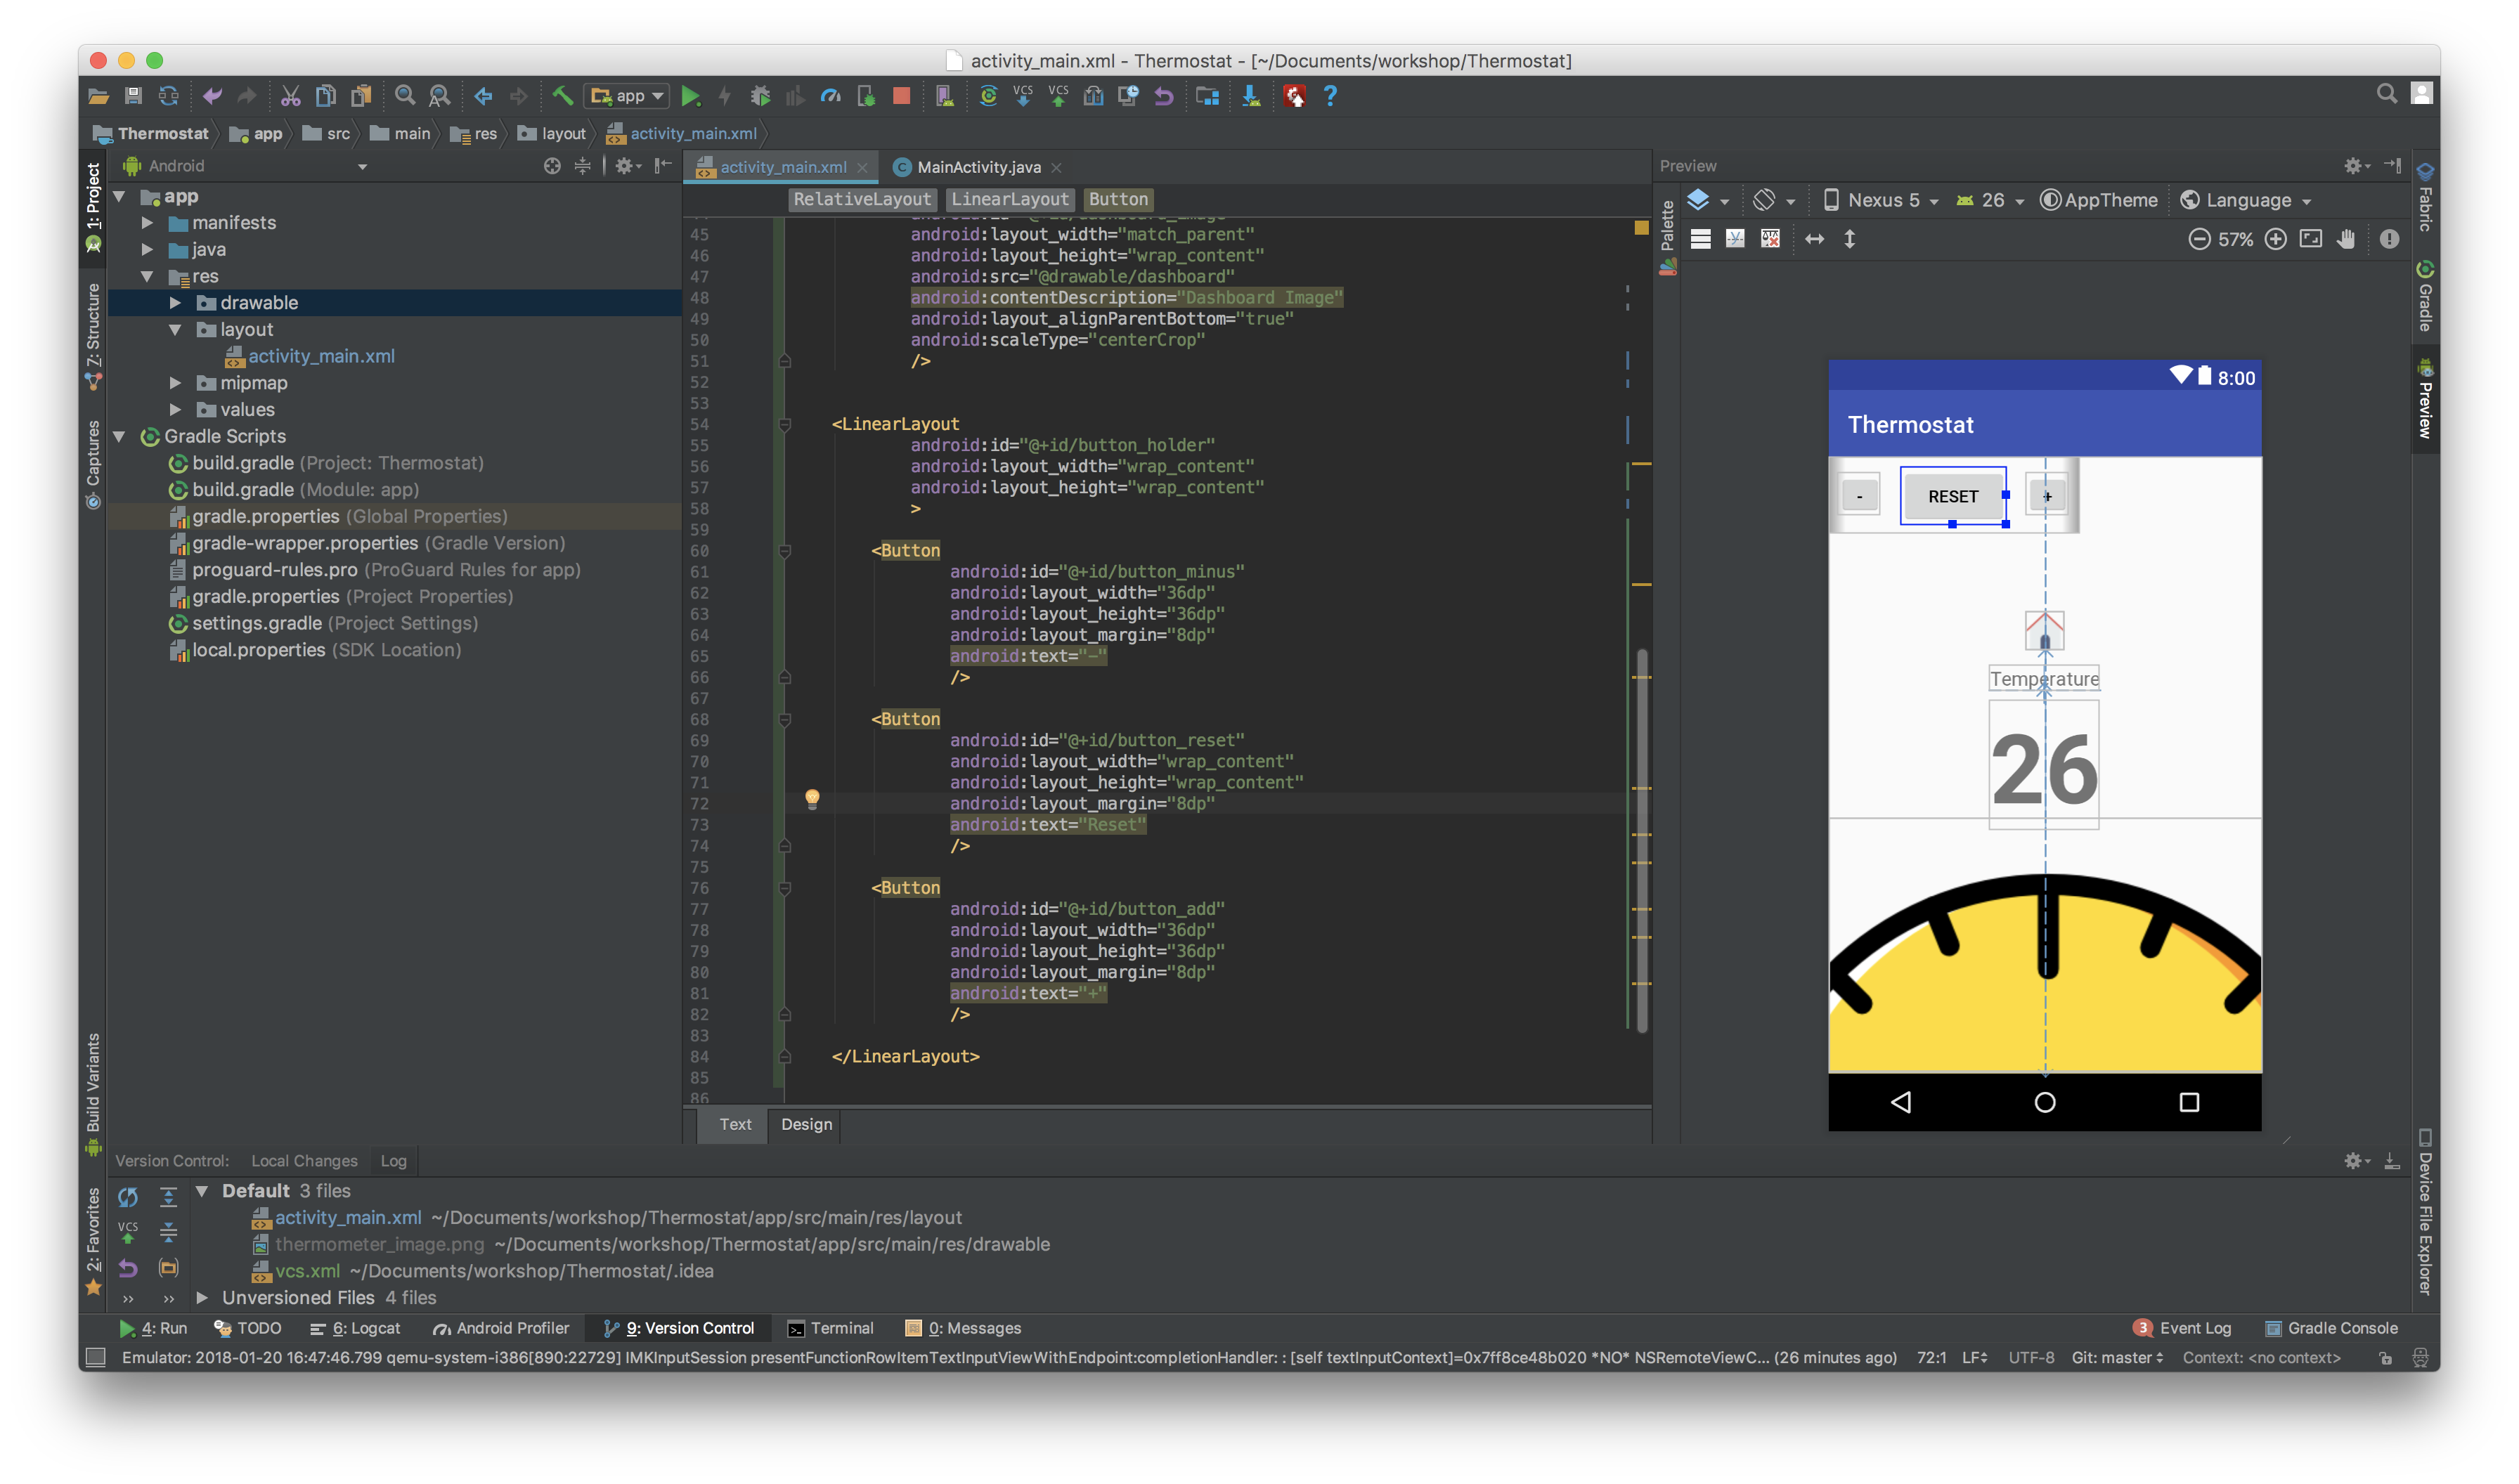 activity_main.xml - Thermostat - [~/Documents/workshop/Thermostat]
app
VCS VCS
Thermostat app src main res layout activity_main.xml
1: Project
Z: Structure
Captures
Build Variants
2: Favorites
Android
app
manifests
java
res
drawable
layout
activity_main.xml
mipmap
values
Gradle Scripts
build.gradle (Project: Thermostat)
build.gradle (Module: app)
gradle.properties (Global Properties)
gradle-wrapper.properties (Gradle Version)
proguard-rules.pro (ProGuard Rules for app)
gradle.properties (Project Properties)
settings.gradle (Project Settings)
local.properties (SDK Location)
activity_main.xml MainActivity.java
RelativeLayout LinearLayout Button
45 android:layout_width="match_parent"
46 android:layout_height="wrap_content"
47 android:src="@drawable/dashboard"
48 android:contentDescription="Dashboard Image"
49 android:layout_alignParentBottom="true"
50 android:scaleType="centerCrop"
51 />
52
53
54 <LinearLayout
55 android:id="@+id/button_holder"
56 android:layout_width="wrap_content"
57 android:layout_height="wrap_content"
58 >
59
60 <Button
61 android:id="@+id/button_minus"
62 android:layout_width="36dp"
63 android:layout_height="36dp"
64 android:layout_margin="8dp"
65 android:text="-"
66 />
67
68 <Button
69 android:id="@+id/button_reset"
70 android:layout_width="wrap_content"
71 android:layout_height="wrap_content"
72 android:layout_margin="8dp"
73 android:text="Reset"
74 />
75
76 <Button
77 android:id="@+id/button_add"
78 android:layout_width="36dp"
79 android:layout_height="36dp"
80 android:layout_margin="8dp"
81 android:text="+"
82 />
83
84 </LinearLayout>
85
86
Text Design
Preview
Palette
Nexus 5 26 AppTheme Language
57%
8:00
Thermostat
- RESET +
Temperature
26
Fabric
Gradle
Preview
Device File Explorer
Version Control: Local Changes Log
Default 3 files
activity_main.xml ~/Documents/workshop/Thermostat/app/src/main/res/layout
VCS
thermometer_image.png ~/Documents/workshop/Thermostat/app/src/main/res/drawable
vcs.xml ~/Documents/workshop/Thermostat/.idea
Unversioned Files 4 files
4: Run TODO 6: Logcat Android Profiler 9: Version Control Terminal 0: Messages 3 Event Log Gradle Console
Emulator: 2018-01-20 16:47:46.799 qemu-system-i386[890:22729] IMKInputSession presentFunctionRowItemTextInputViewWithEndpoint:completionHandler: : [self textInputContext]=0x7ff8ce48b020 *NO* NSRemoteViewC... (26 minutes ago) 72:1 LF UTF-8 Git: master Context: <no context>